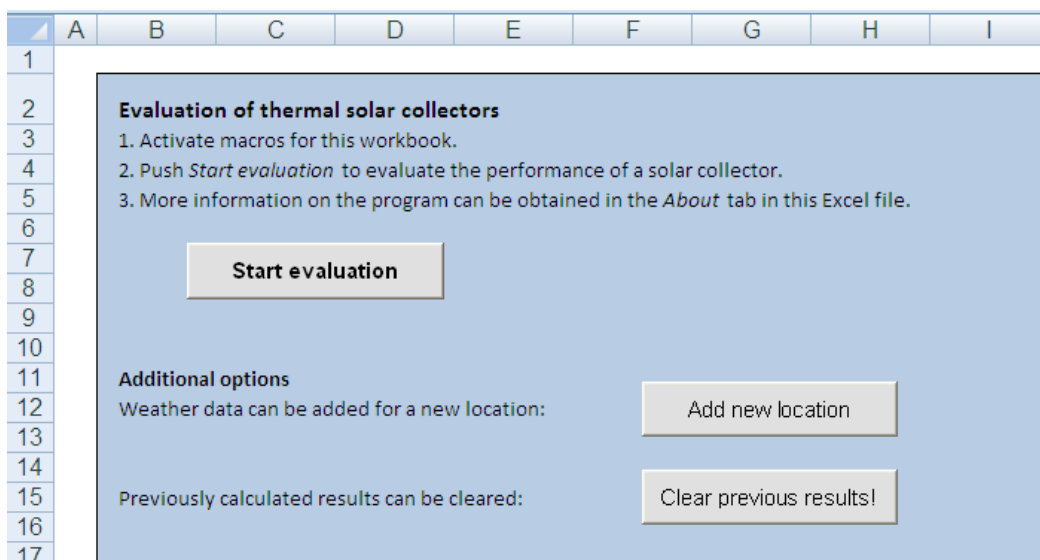 A B C D E F G H I
1
2 Evaluation of thermal solar collectors
3 1. Activate macros for this workbook.
4 2. Push Start evaluation to evaluate the performance of a solar collector.
5 3. More information on the program can be obtained in the About tab in this Excel file.
6
7 Start evaluation
8
9
10
11 Additional options
12 Weather data can be added for a new location: Add new location
13
14
15 Previously calculated results can be cleared: Clear previous results!
16
17